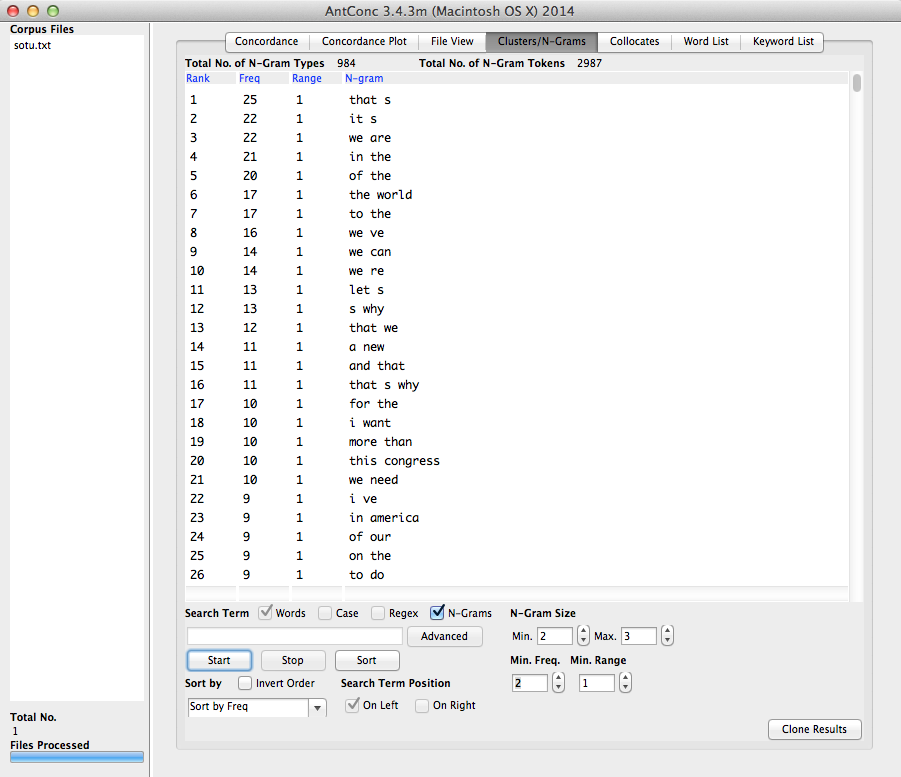 AntConc 3.4.3m (Macintosh OS X) 2014
Corpus Files
sotu.txt
Concordance Concordance Plot File View Clusters/N-Grams Collocates Word List Keyword List
Total No. of N-Gram Types 984 Total No. of N-Gram Tokens 2987
Rank Freq Range N-gram
1 25 1 that s
2 22 1 it s
3 22 1 we are
4 21 1 in the
5 20 1 of the
6 17 1 the world
7 17 1 to the
8 16 1 we ve
9 14 1 we can
10 14 1 we re
11 13 1 let s
12 13 1 s why
13 12 1 that we
14 11 1 a new
15 11 1 and that
16 11 1 that s why
17 10 1 for the
18 10 1 i want
19 10 1 more than
20 10 1 this congress
21 10 1 we need
22 9 1 i ve
23 9 1 in america
24 9 1 of our
25 9 1 on the
26 9 1 to do
Search Term Words Case Regex N-Grams N-Gram Size
Advanced Min. 2 Max. 3
Start Stop Sort Min. Freq. Min. Range
Sort by Invert Order Search Term Position 2 1
Sort by Freq On Left On Right
Total No.
1
Files Processed
Clone Results